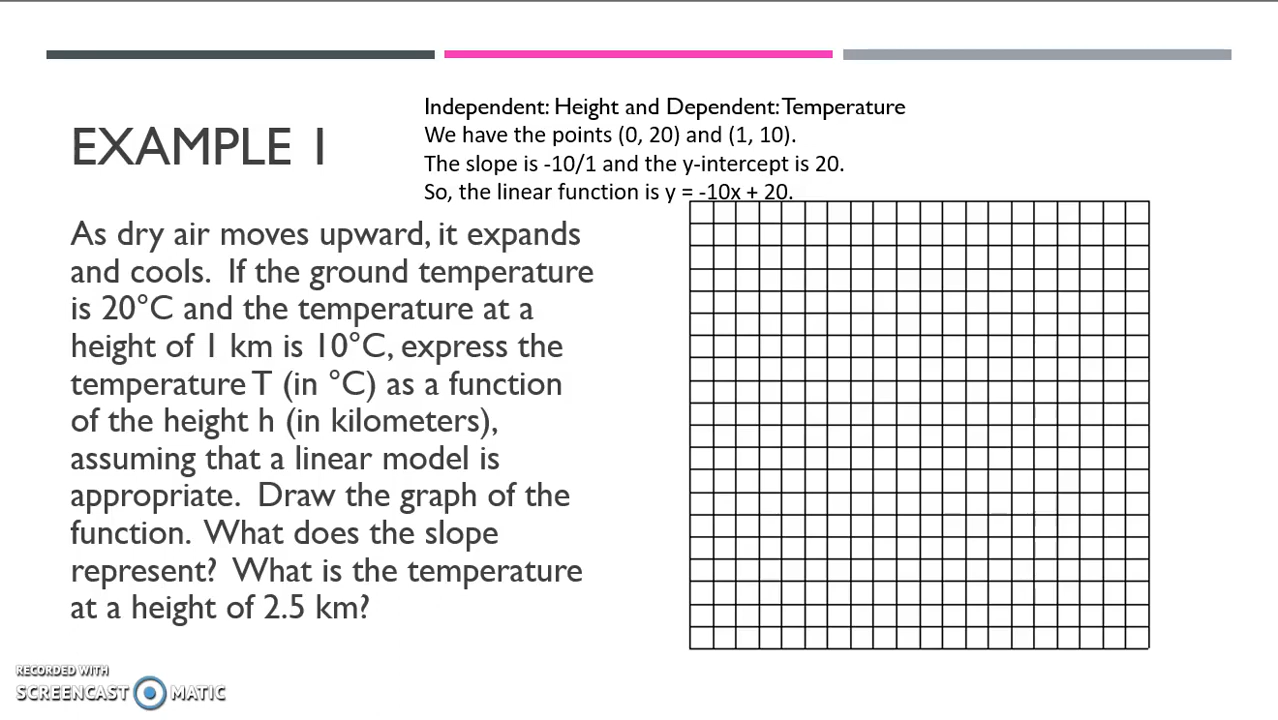 EXAMPLE 1
Independent: Height and Dependent: Temperature
We have the points (0, 20) and (1, 10).
The slope is -10/1 and the y-intercept is 20.
So, the linear function is y = -10x + 20.
As dry air moves upward, it expands
and cools.  If the ground temperature
is 20°C and the temperature at a
height of 1 km is 10°C, express the
temperature T (in °C) as a function
of the height h (in kilometers),
assuming that a linear model is
appropriate.  Draw the graph of the
function.  What does the slope
represent?  What is the temperature
at a height of 2.5 km?
RECORDED WITH
SCREENCAST MATIC